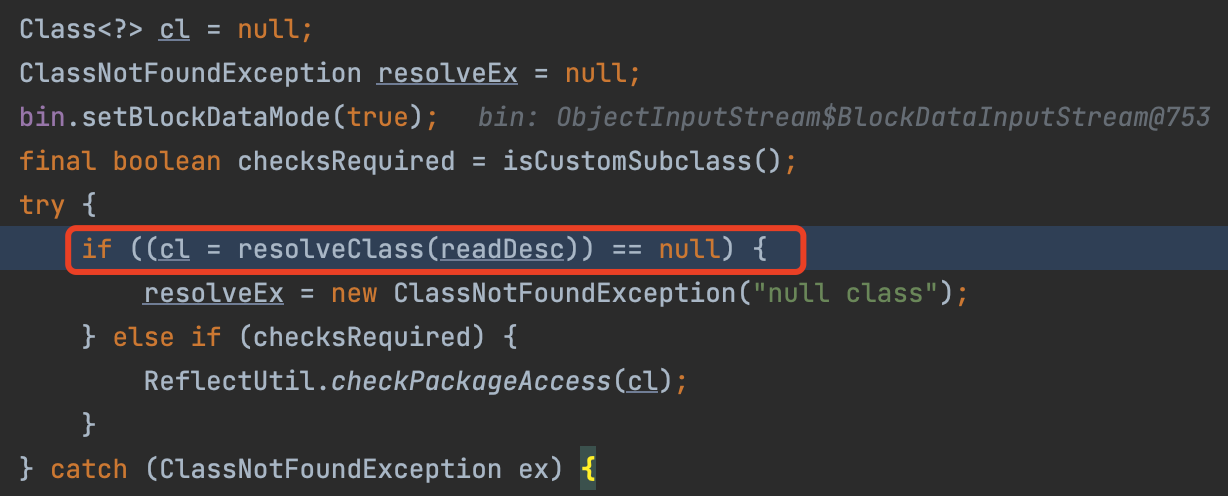 Class<?> cl = null;
ClassNotFoundException resolveEx = null;
bin.setBlockDataMode(true); bin: ObjectInputStream$BlockDataInputStream@753
final boolean checksRequired = isCustomSubclass();
try {
if ((cl = resolveClass(readDesc)) == null) {
resolveEx = new ClassNotFoundException("null class");
} else if (checksRequired) {
ReflectUtil.checkPackageAccess(cl);
}
} catch (ClassNotFoundException ex) {